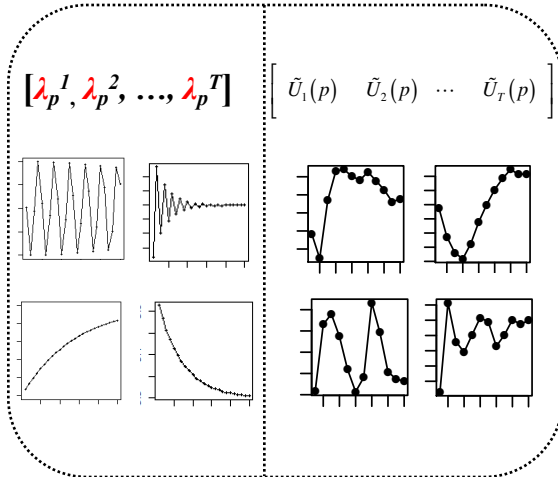 [λp1, λp2, ..., λpT]
[ Ũ1(p) Ũ2(p) ⋯ ŨT(p) ]